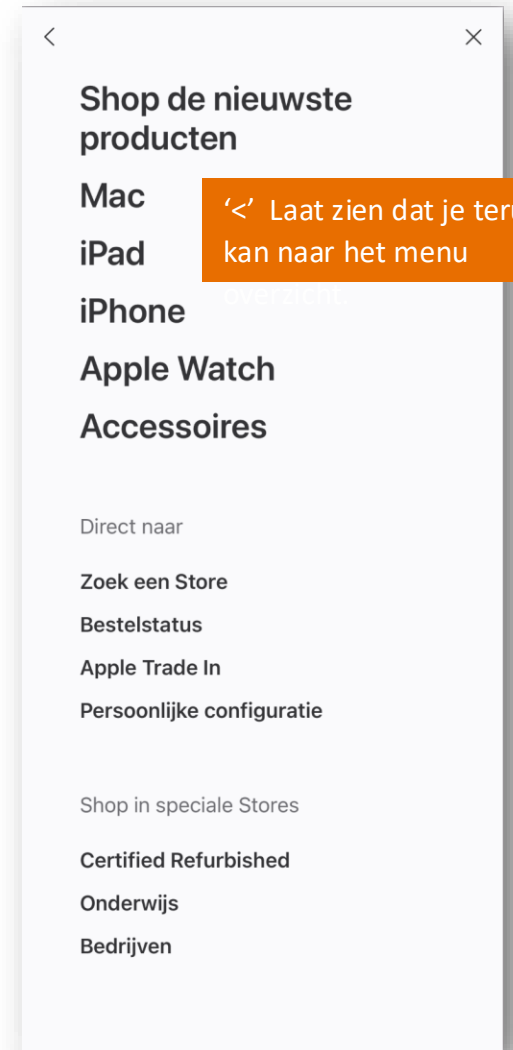 Shop de nieuwste
producten
Mac
‘<’ Laat zien dat je
kan naar het menu
overzicht.
iPad
iPhone
Apple Watch
Accessoires
Direct naar
Zoek een Store
Bestelstatus
Apple Trade In
Persoonlijke configuratie
Shop in speciale Stores
Certified Refurbished
Onderwijs
Bedrijven